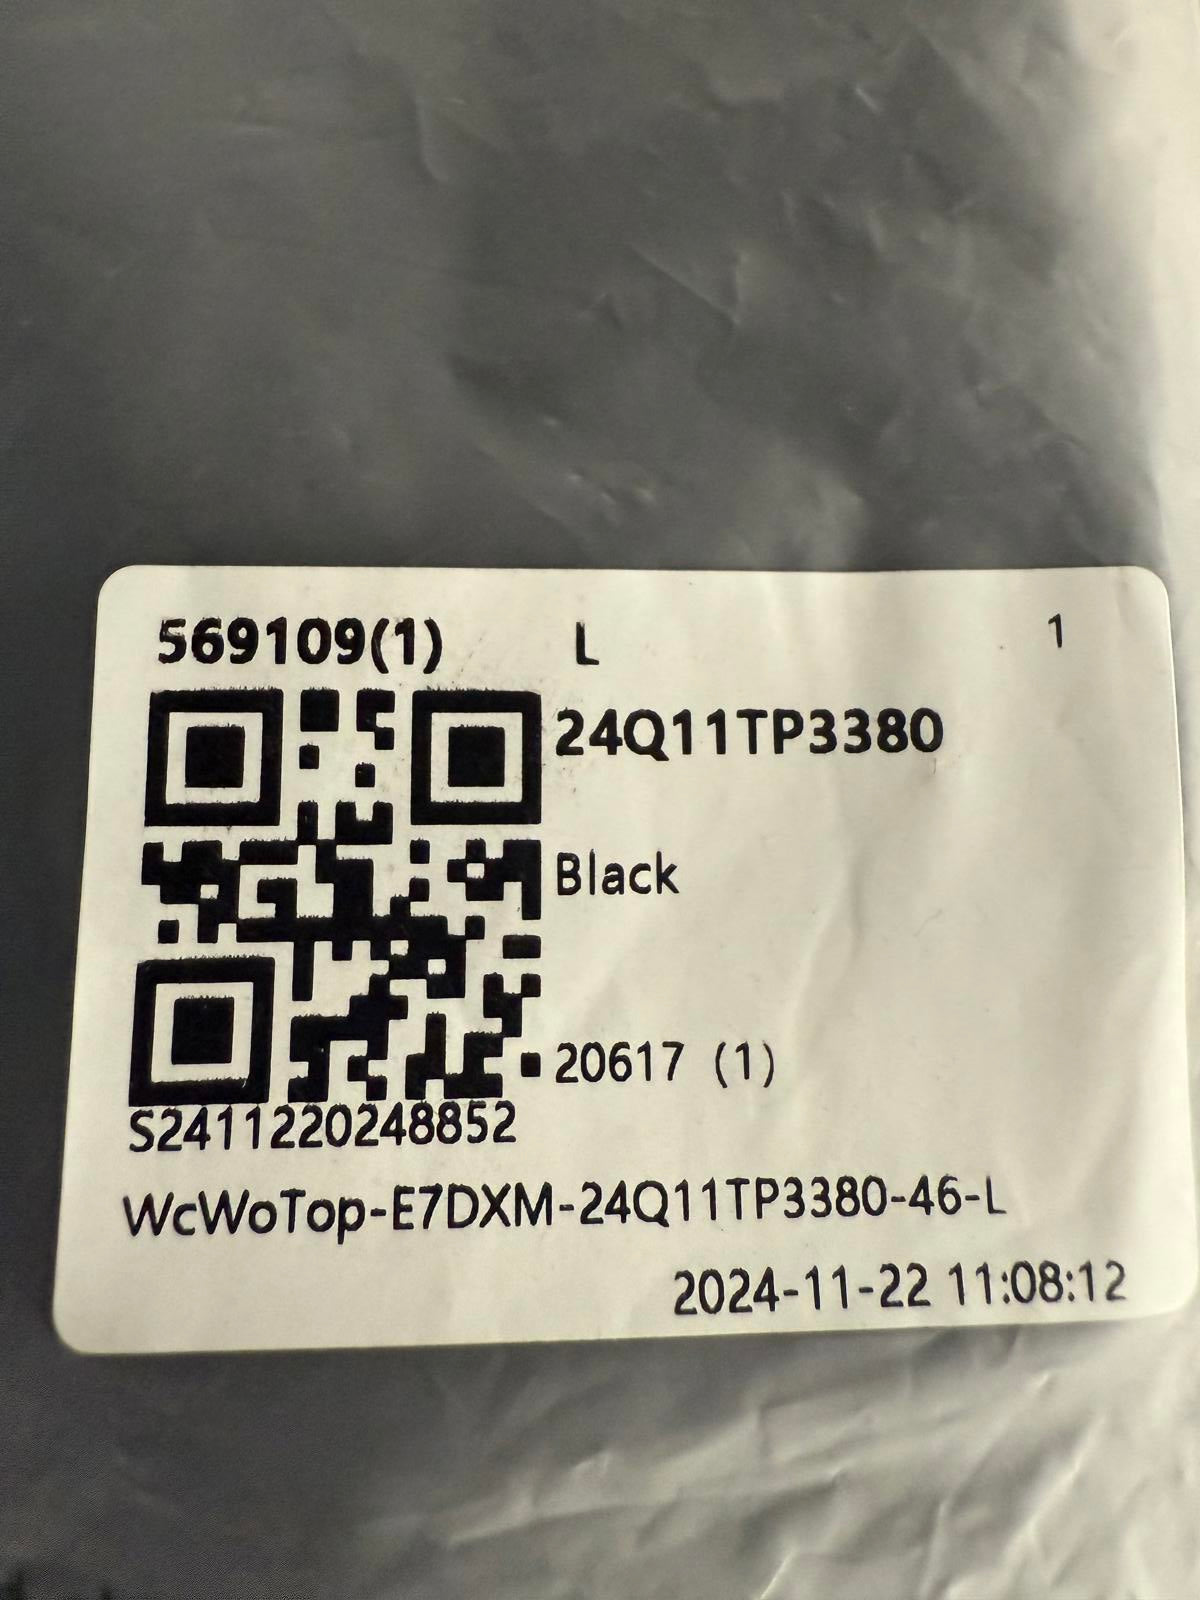 569109(1) L 1
24Q11TP3380
Black
20617 (1)
S2411220248852
WcWoTop-E7DXM-24Q11TP3380-46-L
2024-11-22 11:08:12